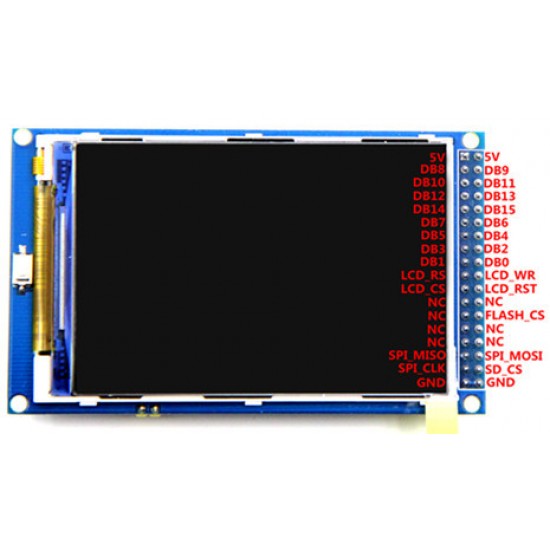 5V 5V
DB8 DB9
DB10 DB11
DB12 DB13
DB14 DB15
DB7 DB6
DB5 DB4
DB3 DB2
DB1 DB0
LCD_RS LCD_WR
LCD_CS LCD_RST
NC NC
NC FLASH_CS
NC NC
NC NC
SPI_MISO SPI_MOSI
SPI_CLK SD_CS
GND GND